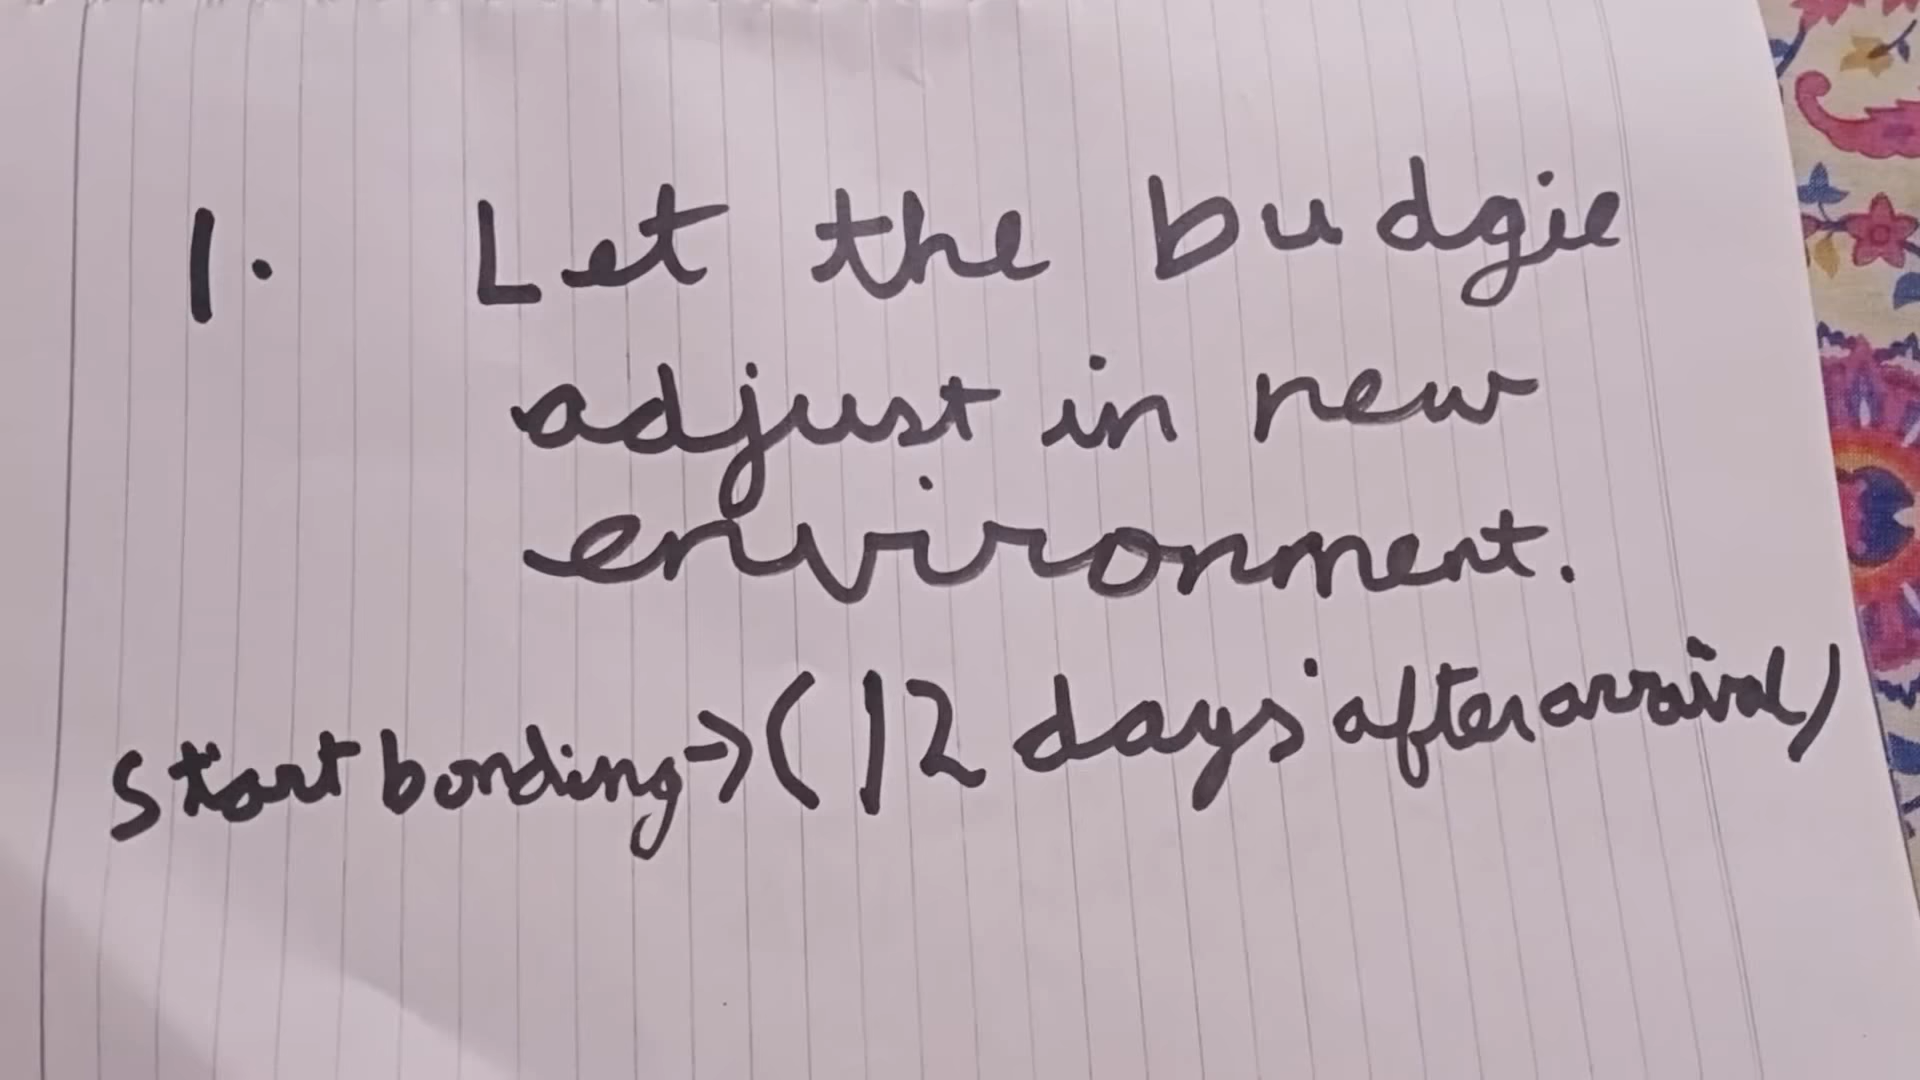 1. Let the budgie
adjust in new
environment.
Start bonding→(12 days after arrival)